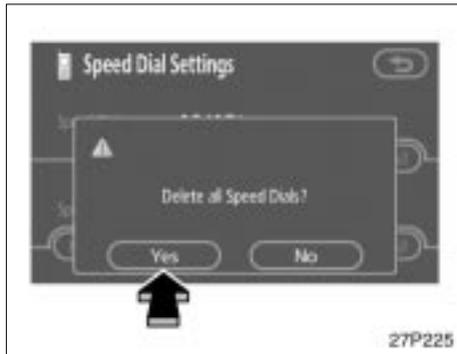 Speed Dial Settings
Delete all Speed Dials?
Yes No
27P225